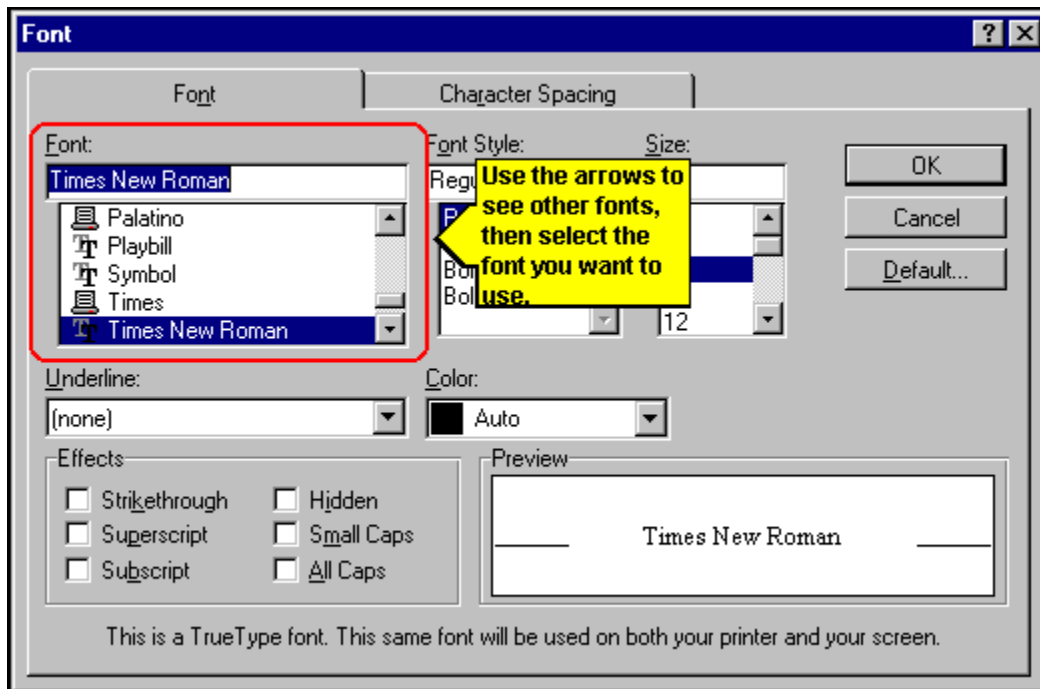 Font
Font Character Spacing
Font: Font Style: Size:
Times New Roman
Use the arrows to
see other fonts,
then select the
font you want to
use.
Palatino
Playbill
Symbol
Times
Times New Roman
12
OK
Cancel
Default...
Underline: Color:
(none) Auto
Effects
Strikethrough Hidden
Superscript Small Caps
Subscript All Caps
Preview
Times New Roman
This is a TrueType font. This same font will be used on both your printer and your screen.